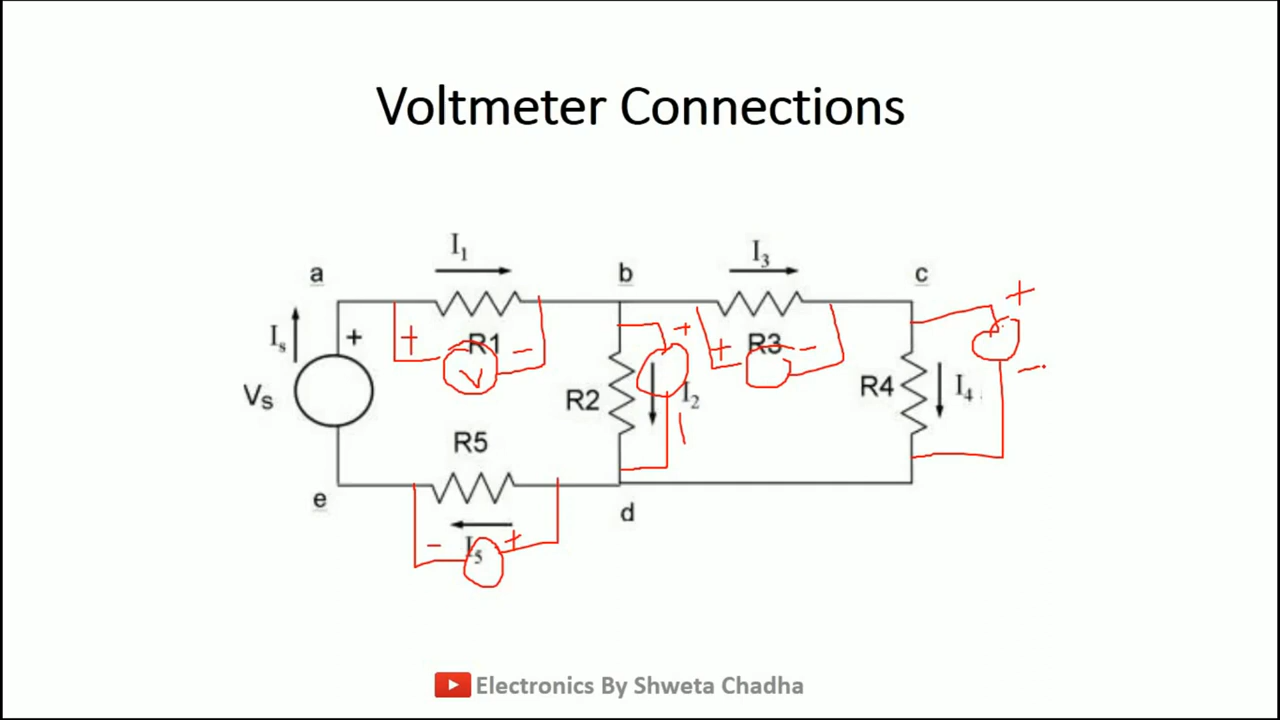 Voltmeter Connections
I1
I3
a
b
c
+
Is
+
+
R1
-
+
+
R3
-
V
-
Vs
R2
I2
R4
I4
R5
e
d
-
I5
+
Electronics By Shweta Chadha